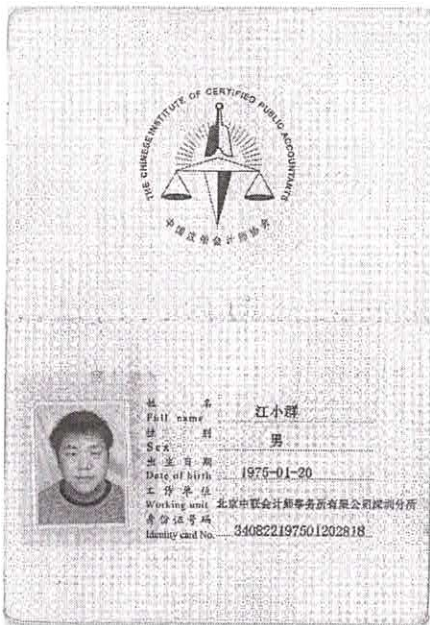 THE CHINESE INSTITUTE OF CERTIFIED PUBLIC ACCOUNTANTS
中国注册会计师协会
姓 名 江小群
Full name
性 别 男
Sex
出生日期
Date of birth 1975-01-20
工作单位
Working unit 北京中联会计师事务所有限公司深圳分所
身份证号码
Identity card No. 340822197501202818